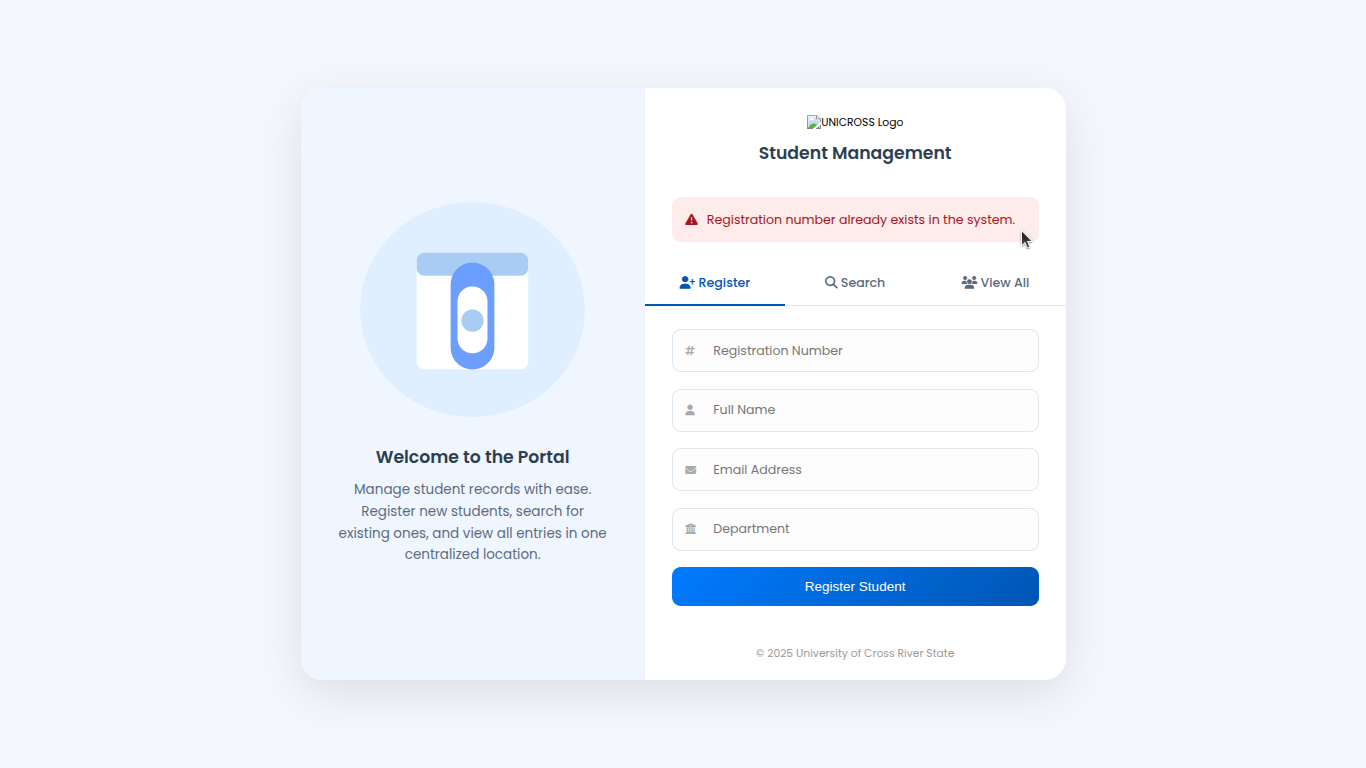 UNICROSS Logo
Student Management
Registration number already exists in the system.
Register
Search
View All
Registration Number
Full Name
Email Address
Department
Register Student
© 2025 University of Cross River State
Welcome to the Portal
Manage student records with ease.
Register new students, search for
existing ones, and view all entries in one
centralized location.